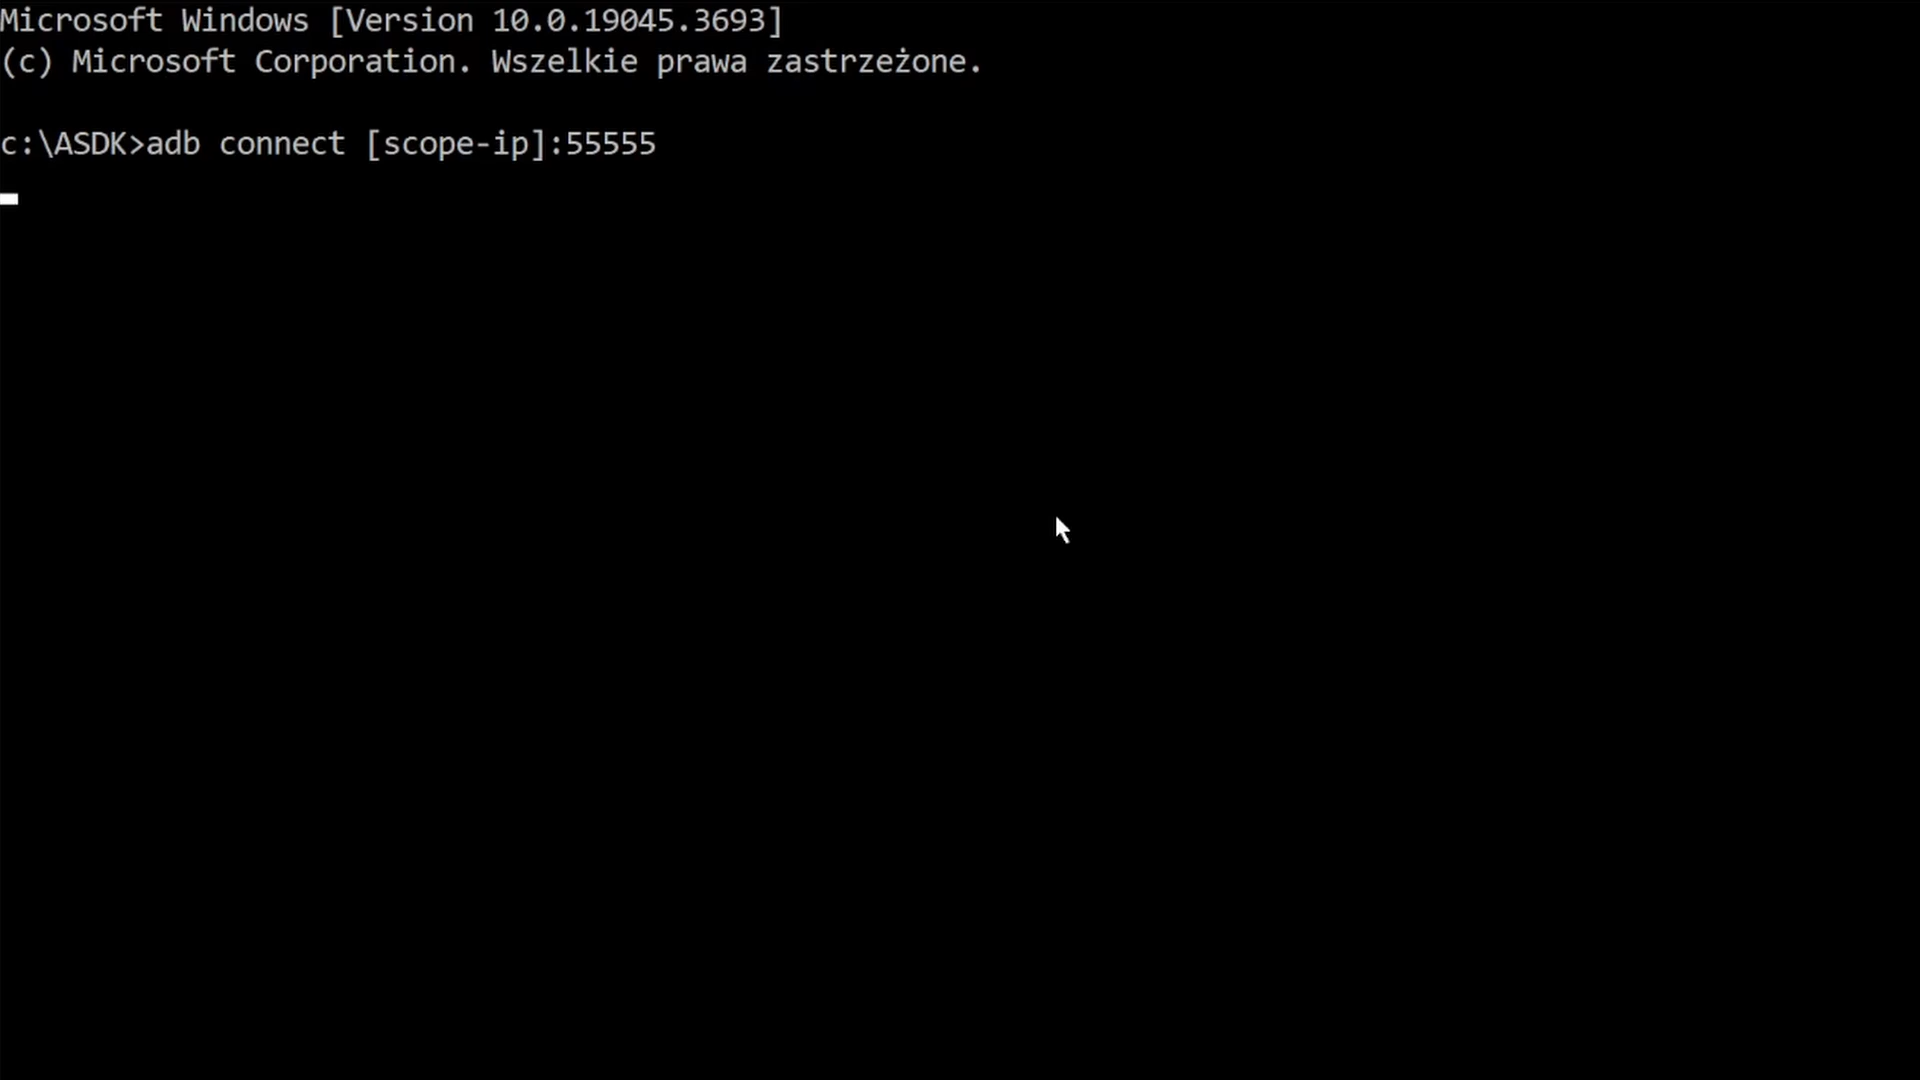 Microsoft Windows [Version 10.0.19045.3693]
(c) Microsoft Corporation. Wszelkie prawa zastrzeżone.
c:\ASDK>adb connect [scope-ip]:55555